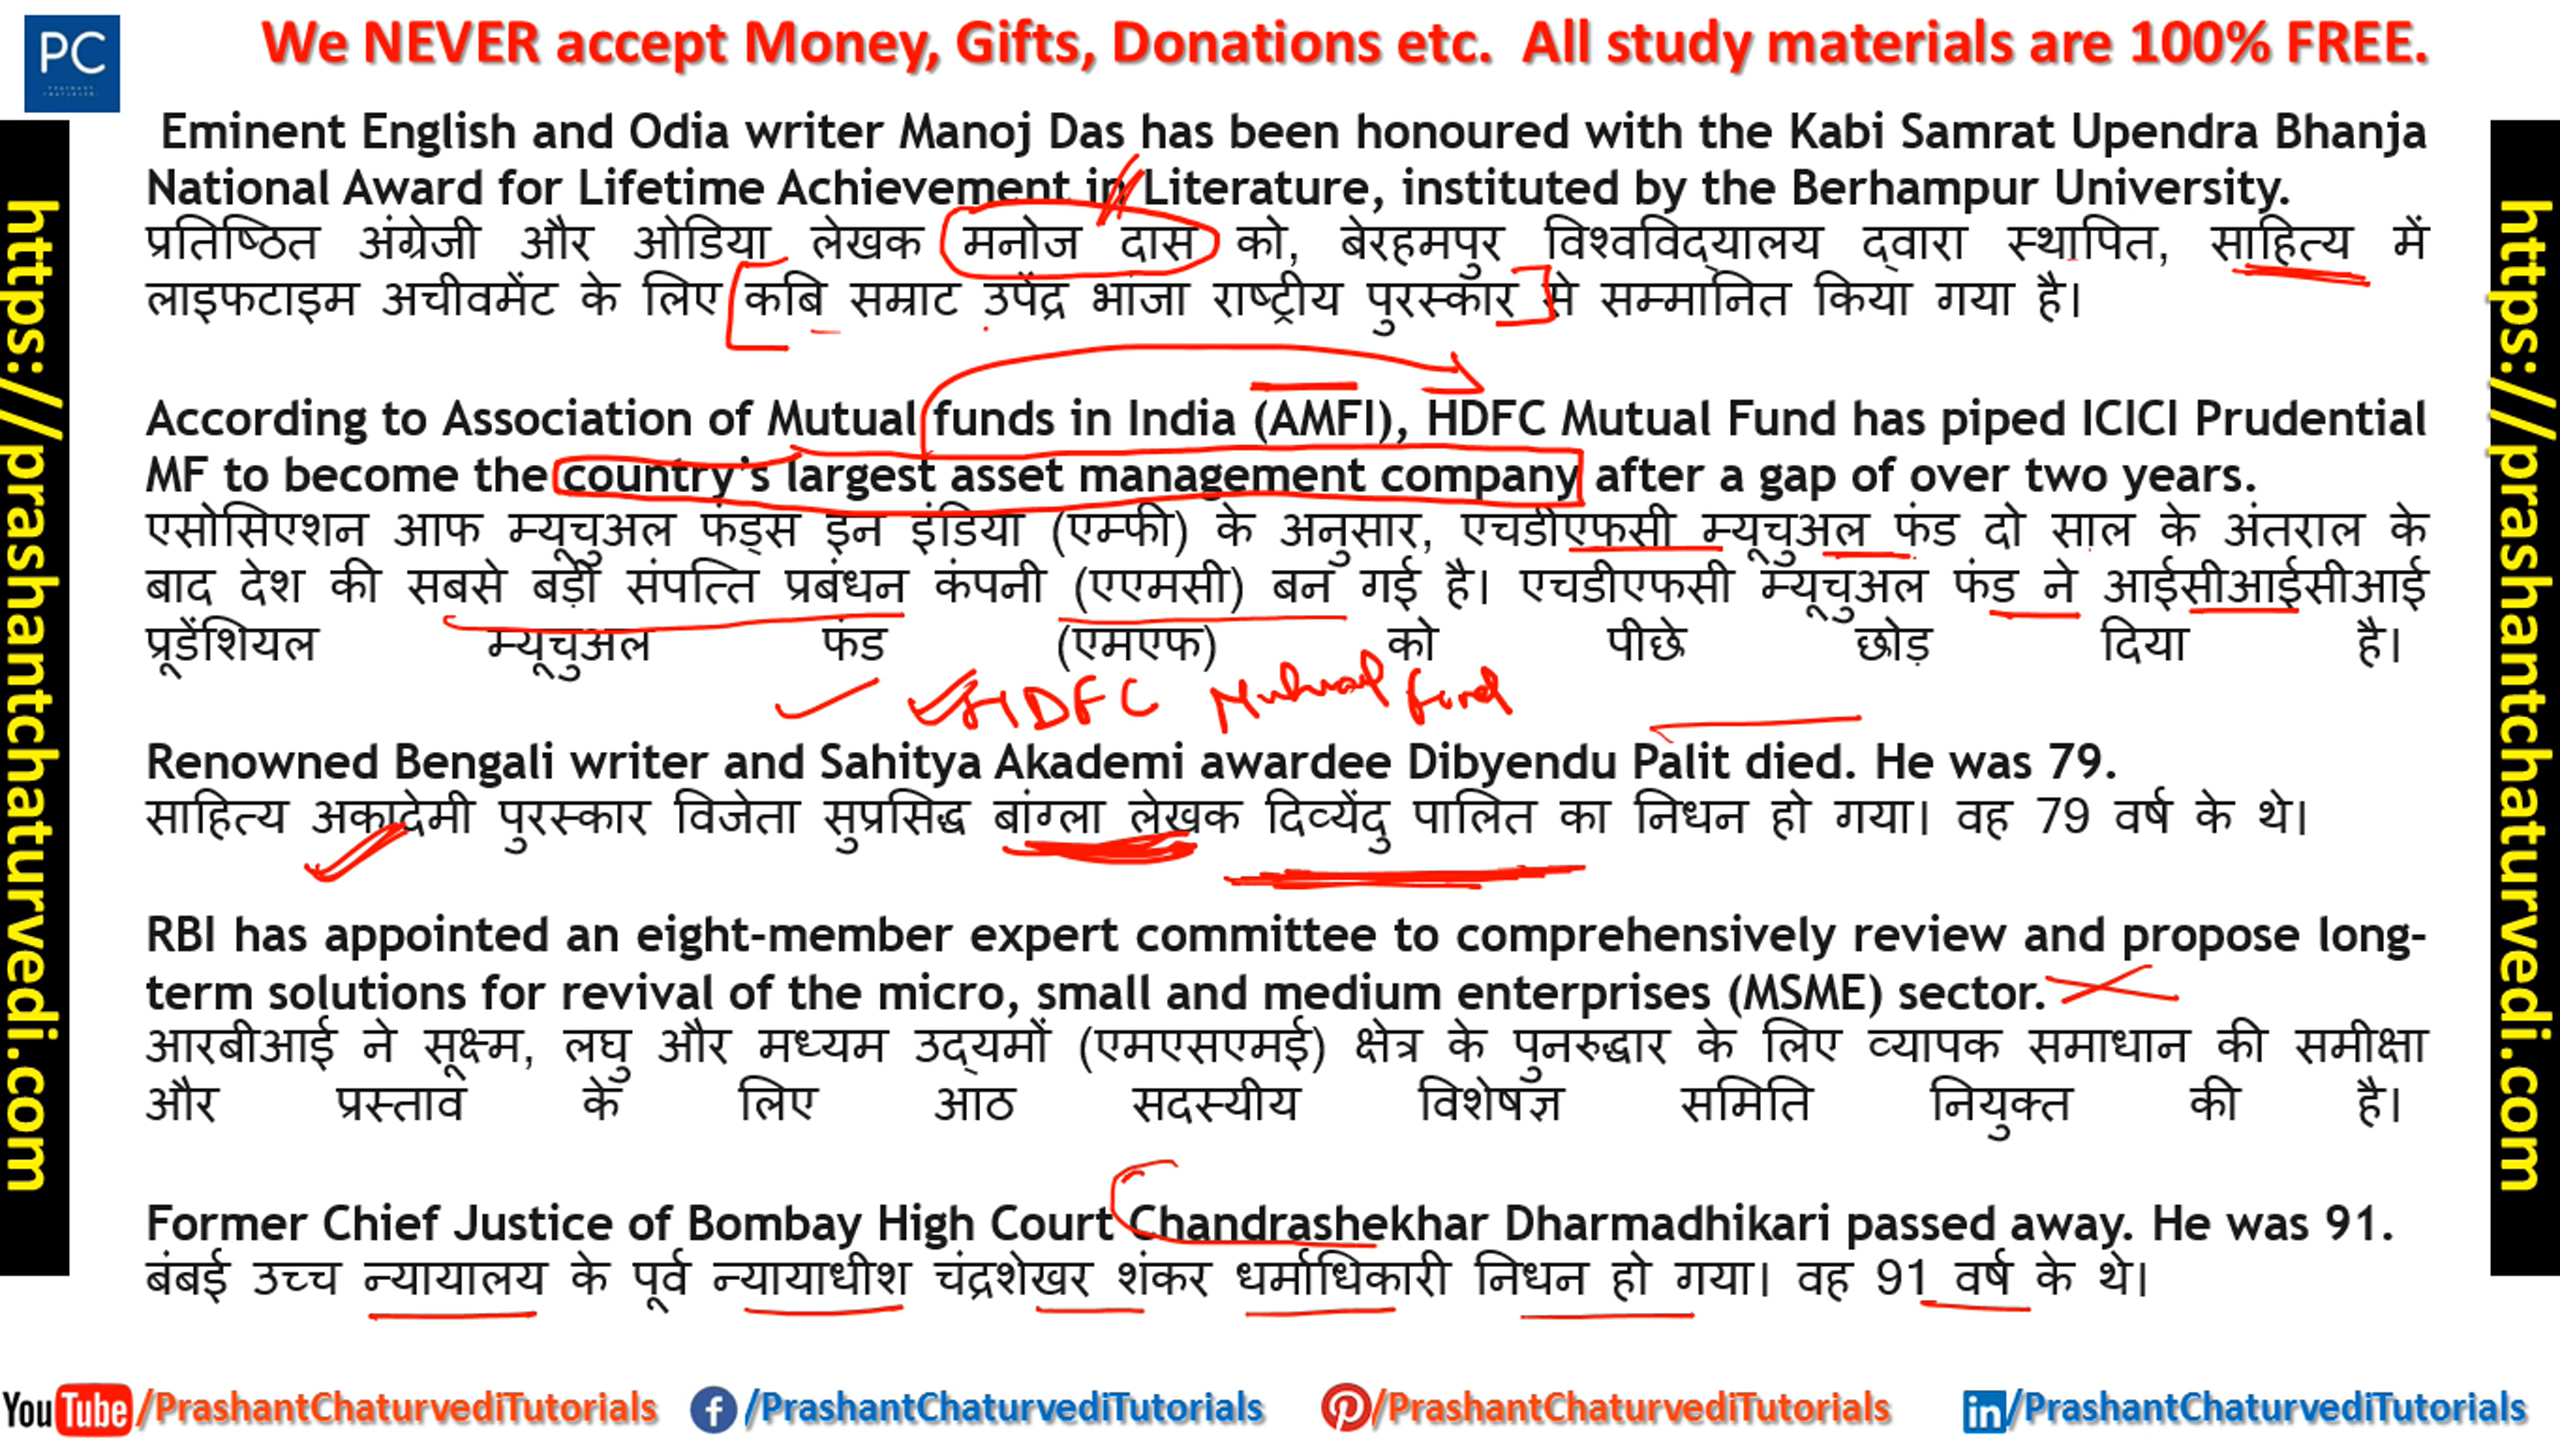 PC
PRASHANT
CHATURVEDI
We NEVER accept Money, Gifts, Donations etc. All study materials are 100% FREE.
https://prashantchaturvedi.com
Eminent English and Odia writer Manoj Das has been honoured with the Kabi Samrat Upendra Bhanja
National Award for Lifetime Achievement in Literature, instituted by the Berhampur University.
प्रतिष्ठित अंग्रेजी और ओडिया लेखक मनोज दास को, बेरहमपुर विश्वविद्यालय द्वारा स्थापित, साहित्य में
लाइफटाइम अचीवमेंट के लिए कबि सम्राट उपेंद्र भांजा राष्ट्रीय पुरस्कार से सम्मानित किया गया है।
According to Association of Mutual funds in India (AMFI), HDFC Mutual Fund has piped ICICI Prudential
MF to become the country's largest asset management company after a gap of over two years.
एसोसिएशन आफ म्यूचुअल फंड्स इन इंडिया (एम्फी) के अनुसार, एचडीएफसी म्यूचुअल फंड दो साल के अंतराल के
बाद देश की सबसे बड़ी संपत्ति प्रबंधन कंपनी (एएमसी) बन गई है। एचडीएफसी म्यूचुअल फंड ने आईसीआईसीआई
प्रूडेंशियल म्यूचुअल फंड (एमएफ) को पीछे छोड़ दिया है।
HDFC Mutual Fund
Renowned Bengali writer and Sahitya Akademi awardee Dibyendu Palit died. He was 79.
साहित्य अकादेमी पुरस्कार विजेता सुप्रसिद्ध बांग्ला लेखक दिव्येंदु पालित का निधन हो गया। वह 79 वर्ष के थे।
RBI has appointed an eight-member expert committee to comprehensively review and propose long-
term solutions for revival of the micro, small and medium enterprises (MSME) sector.
आरबीआई ने सूक्ष्म, लघु और मध्यम उद्यमों (एमएसएमई) क्षेत्र के पुनरुद्धार के लिए व्यापक समाधान की समीक्षा
और प्रस्ताव के लिए आठ सदस्यीय विशेषज्ञ समिति नियुक्त की है।
Former Chief Justice of Bombay High Court Chandrashekhar Dharmadhikari passed away. He was 91.
बंबई उच्च न्यायालय के पूर्व न्यायाधीश चंद्रशेखर शंकर धर्माधिकारी निधन हो गया। वह 91 वर्ष के थे।
https://prashantchaturvedi.com
YouTube/PrashantChaturvediTutorials f/PrashantChaturvediTutorials /PrashantChaturvediTutorials in/PrashantChaturvediTutorials